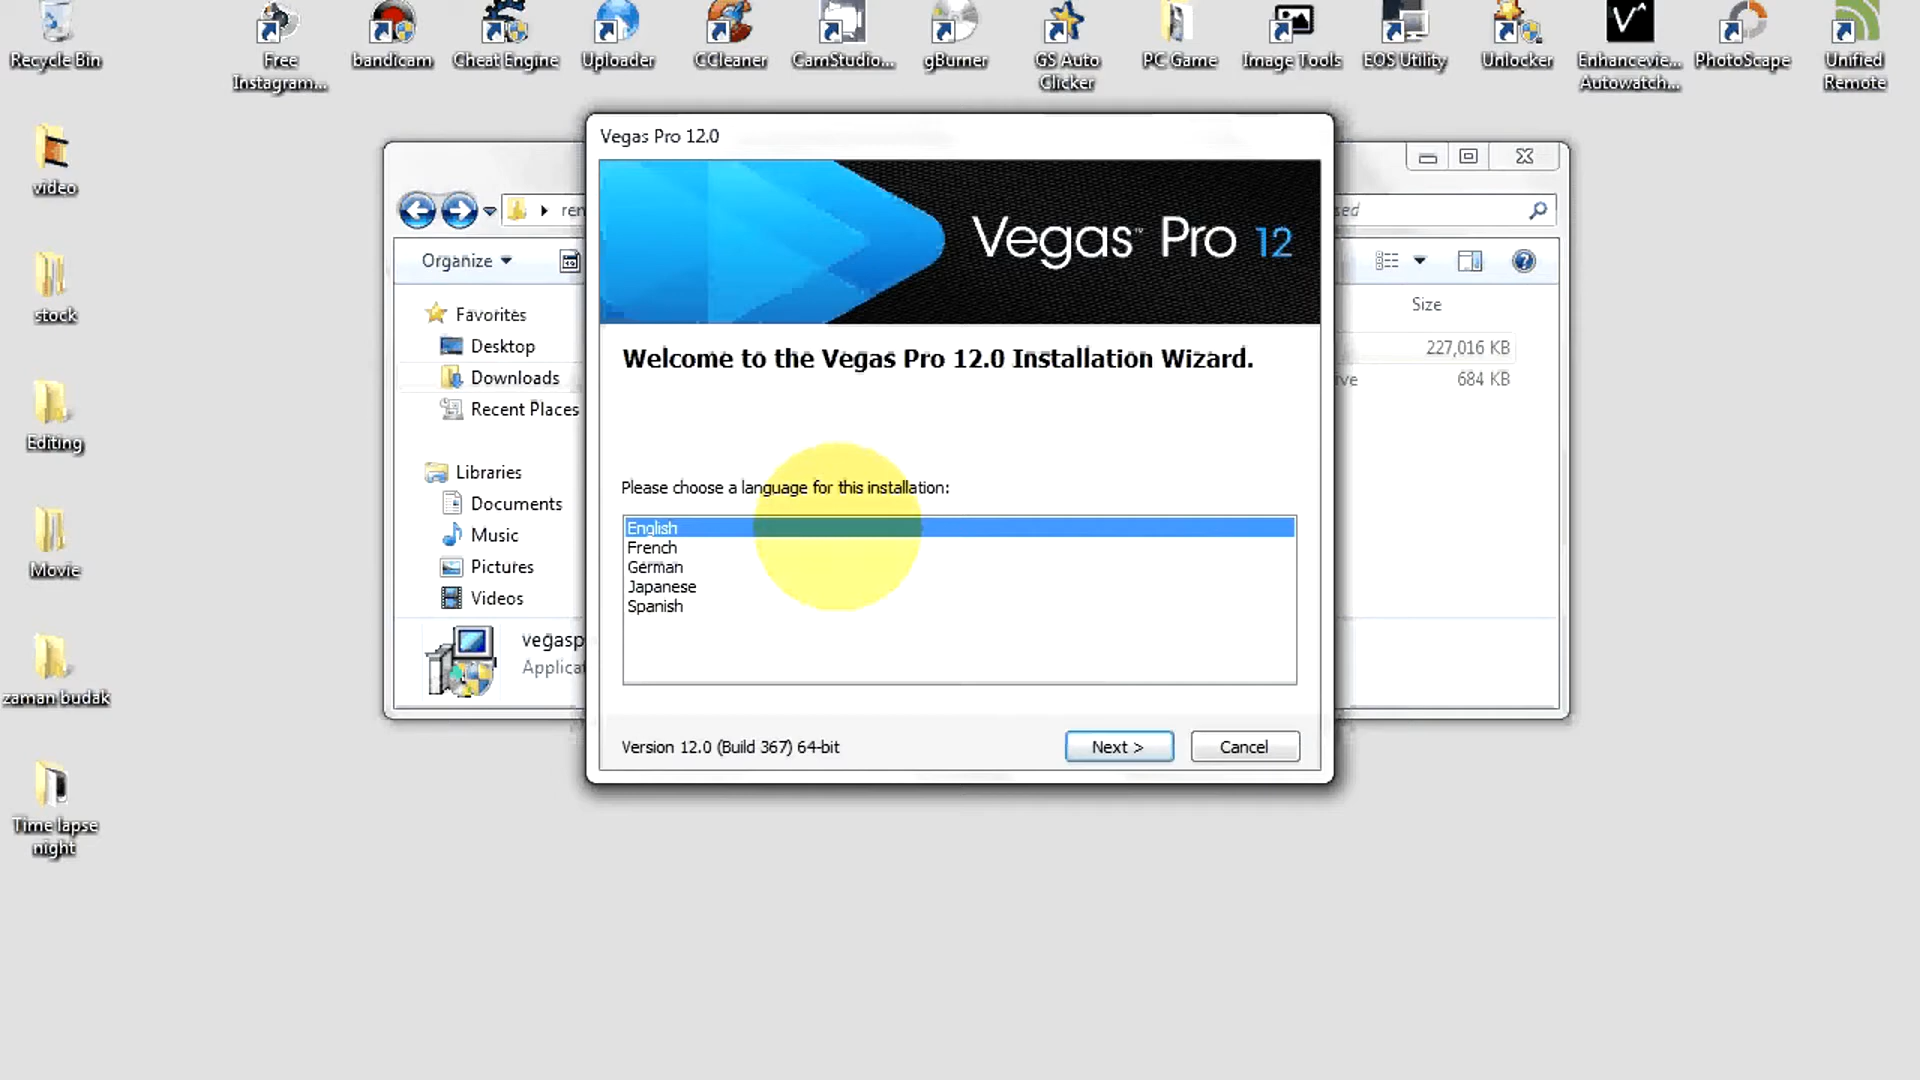 Recycle Bin
Free Instagram...
bandicam
Cheat Engine
Uploader
CCleaner
CamStudio...
gBurner
GS Auto Clicker
PC Game
Image Tools
EOS Utility
Unlocker
Enhancevie... Autowatch...
PhotoScape
Unified Remote
video
stock
Editing
Movie
zaman budak
Time lapse night
Organize
Favorites
Desktop
Downloads
Recent Places
Libraries
Documents
Music
Pictures
Videos
Size
227,016 KB
684 KB
Vegas Pro 12.0
Vegas™ Pro 12
Welcome to the Vegas Pro 12.0 Installation Wizard.
Please choose a language for this installation:
English
French
German
Japanese
Spanish
Version 12.0 (Build 367) 64-bit
Next >
Cancel